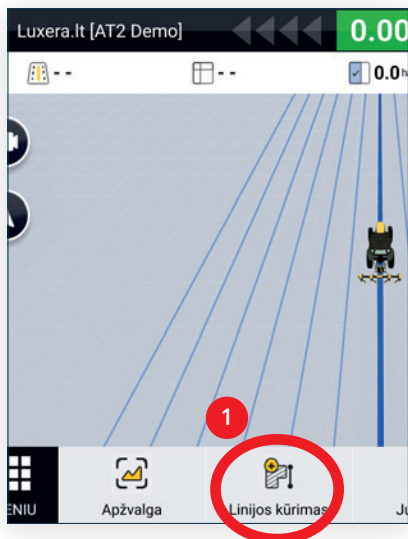 Luxera.lt [AT2 Demo] 0.00
-- -- 0.0 h
1
ENIU Apžvalga Linijos kūrimas Ju